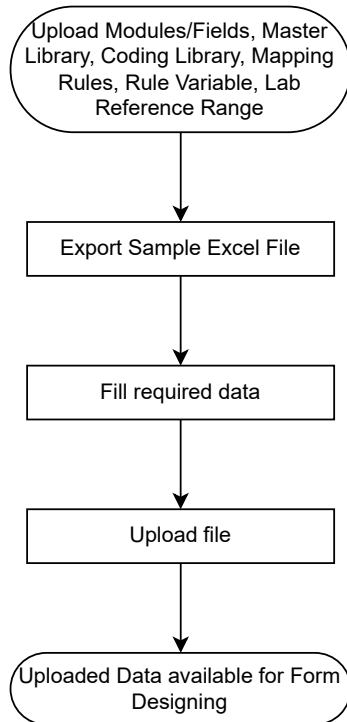 Upload Modules/Fields, Master
Library, Coding Library, Mapping
Rules, Rule Variable, Lab
Reference Range
Export Sample Excel File
Fill required data
Upload file
Uploaded Data available for Form
Designing